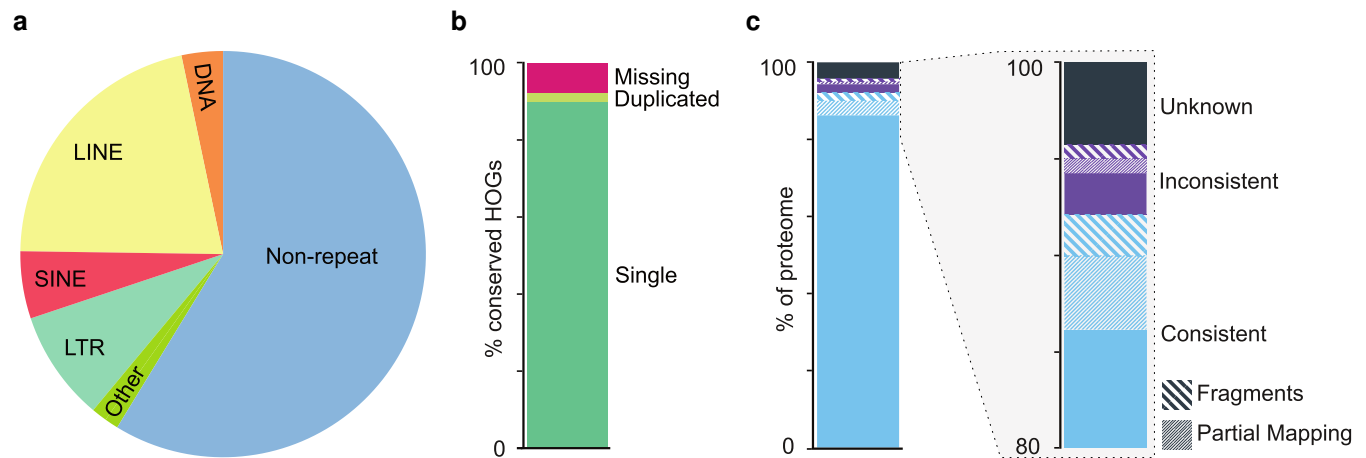 a
DNA
LINE
Non-repeat
SINE
LTR
Other
b
100
Missing
Duplicated
% conserved HOGs
Single
0
c
100
% of proteome
0
100
Unknown
Inconsistent
Consistent
Fragments
Partial Mapping
80